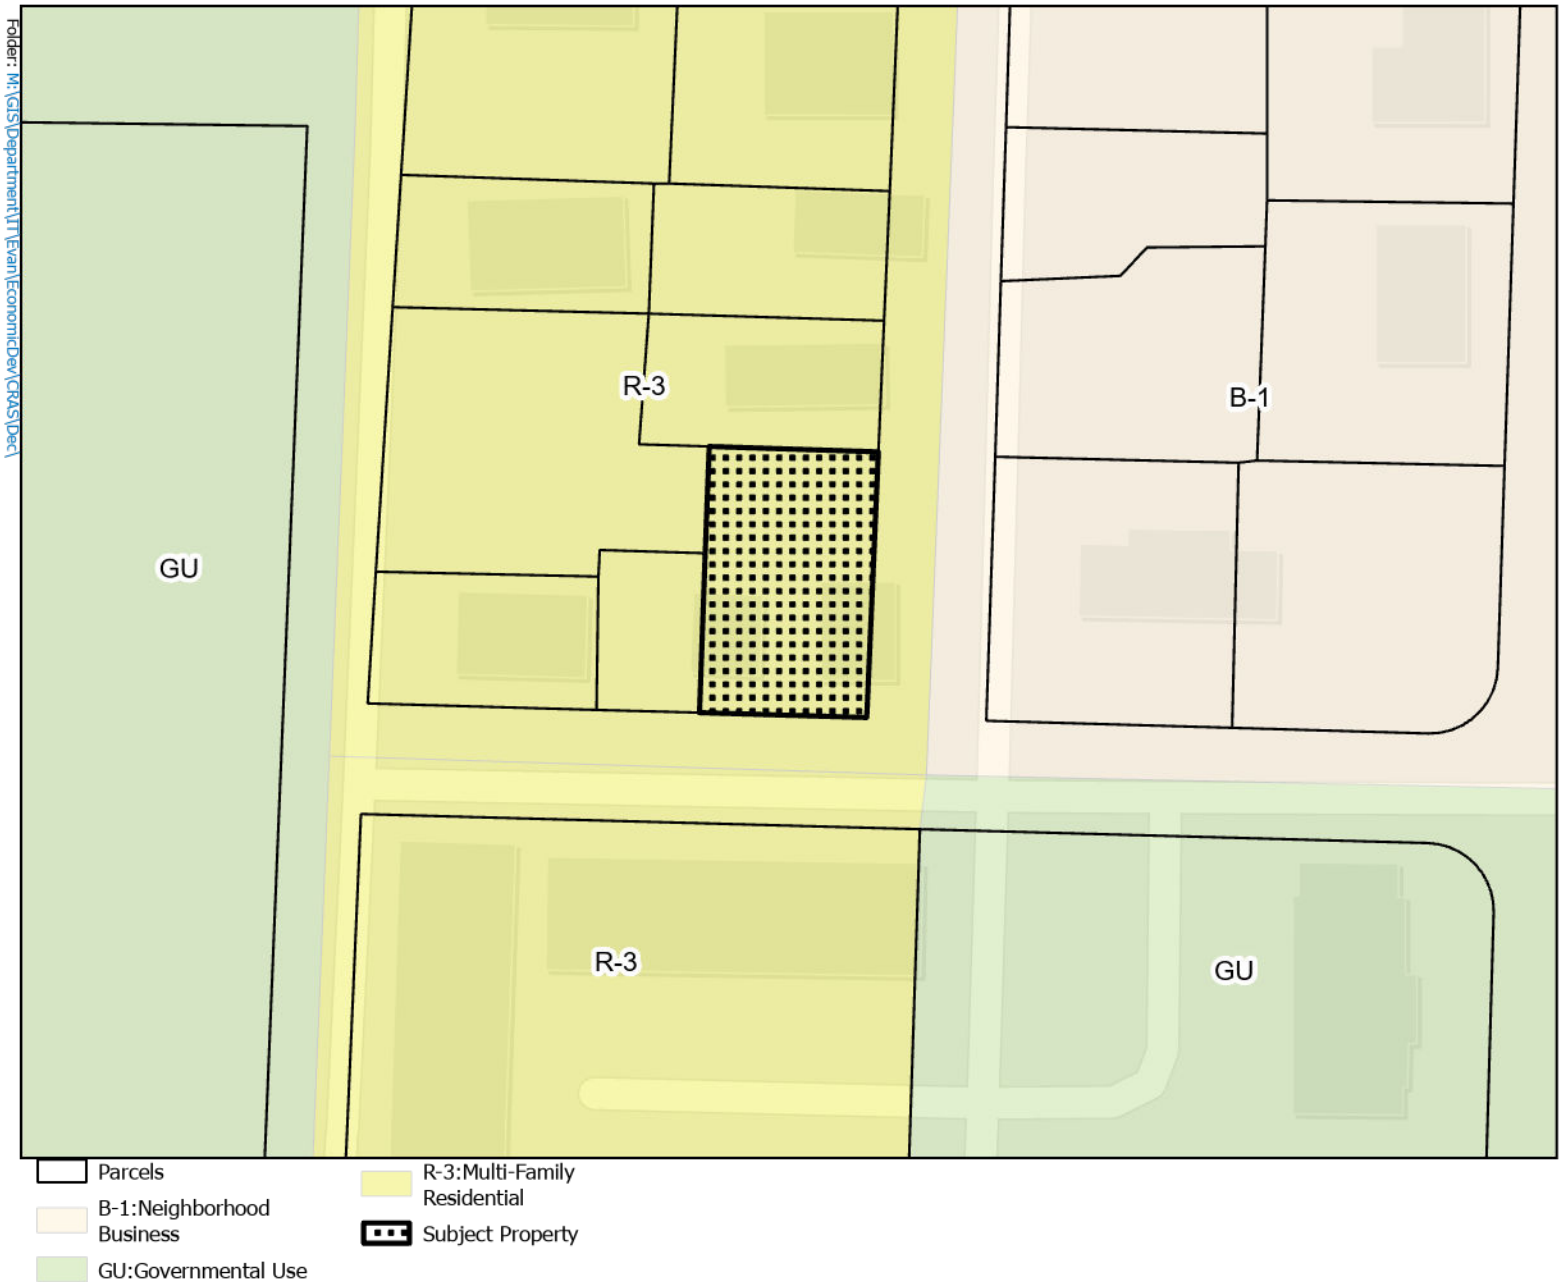 Folder: M:\GIS\Department\IT\Evan\EconomicDev\CRAS\Dec\
R-3
B-1
GU
R-3
GU
Parcels
B-1:Neighborhood
Business
GU:Governmental Use
R-3:Multi-Family
Residential
Subject Property